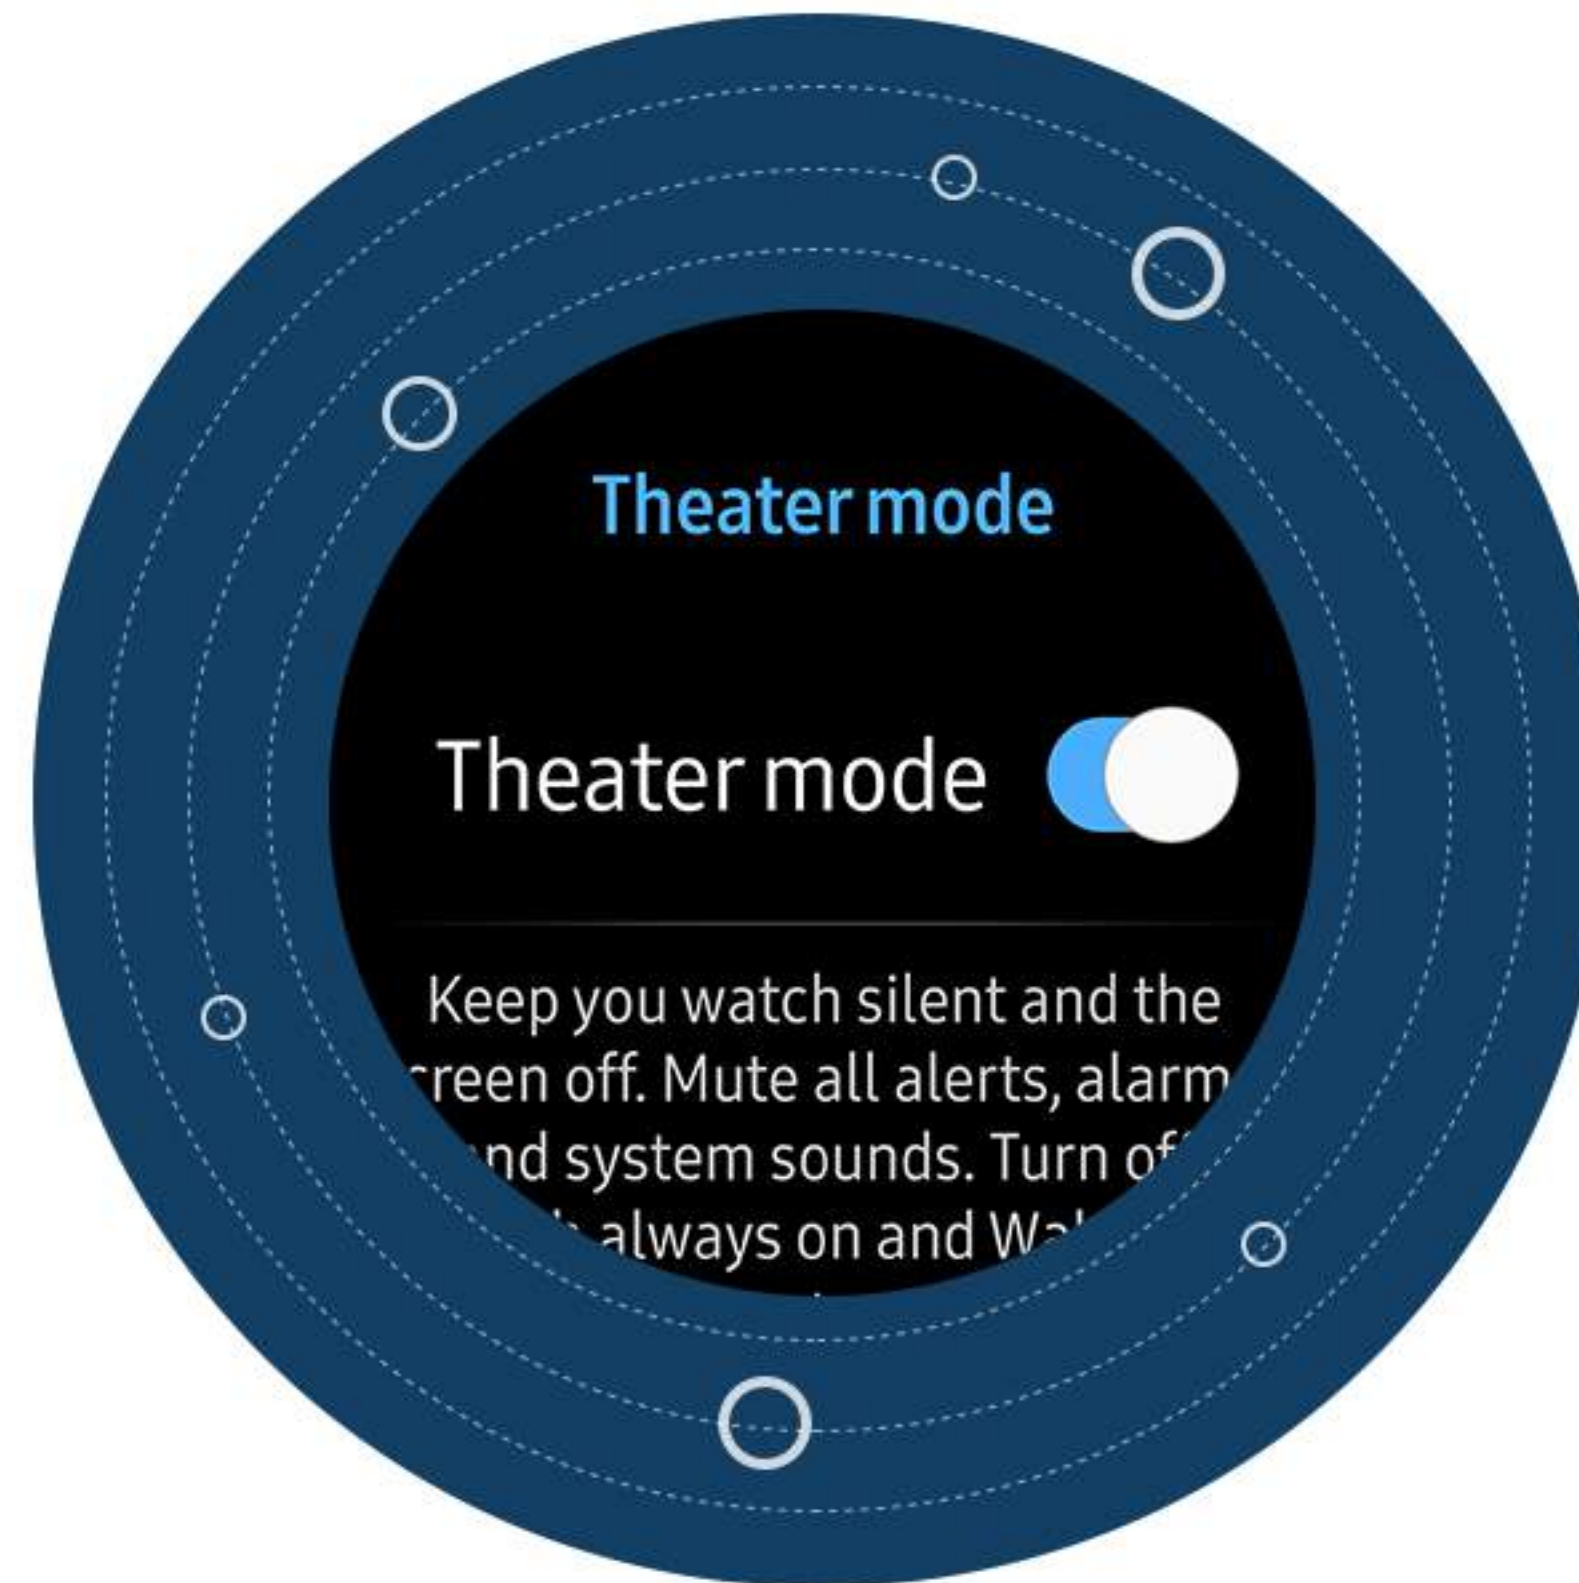 Theater mode
Theater mode
Keep you watch silent and the
reen off. Mute all alerts, alarm
nd system sounds. Turn
always on and